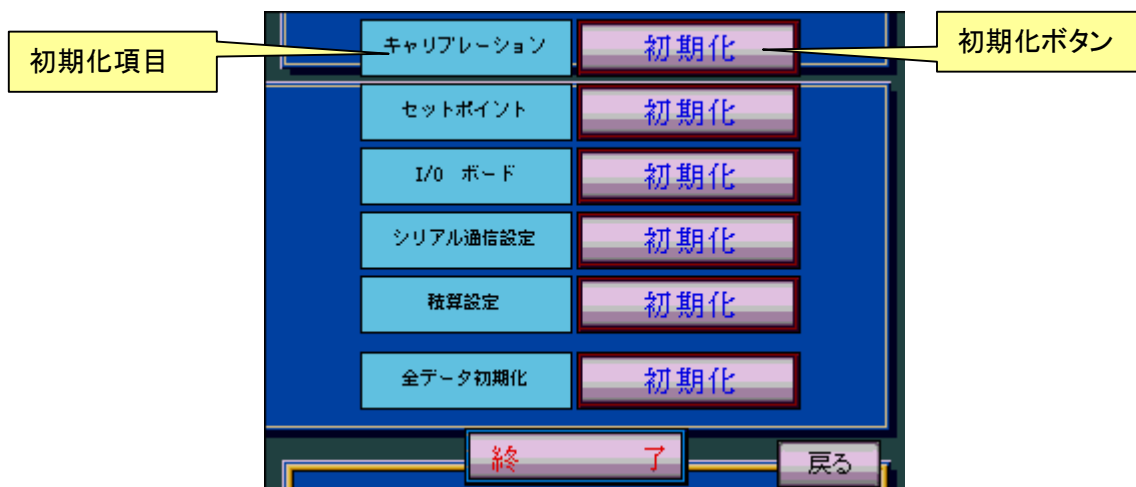 初期化項目
キャリブレーション
初期化
初期化ボタン
セットポイント
初期化
I/O ボード
初期化
シリアル通信設定
初期化
積算設定
初期化
全データ初期化
初期化
終 了
戻る